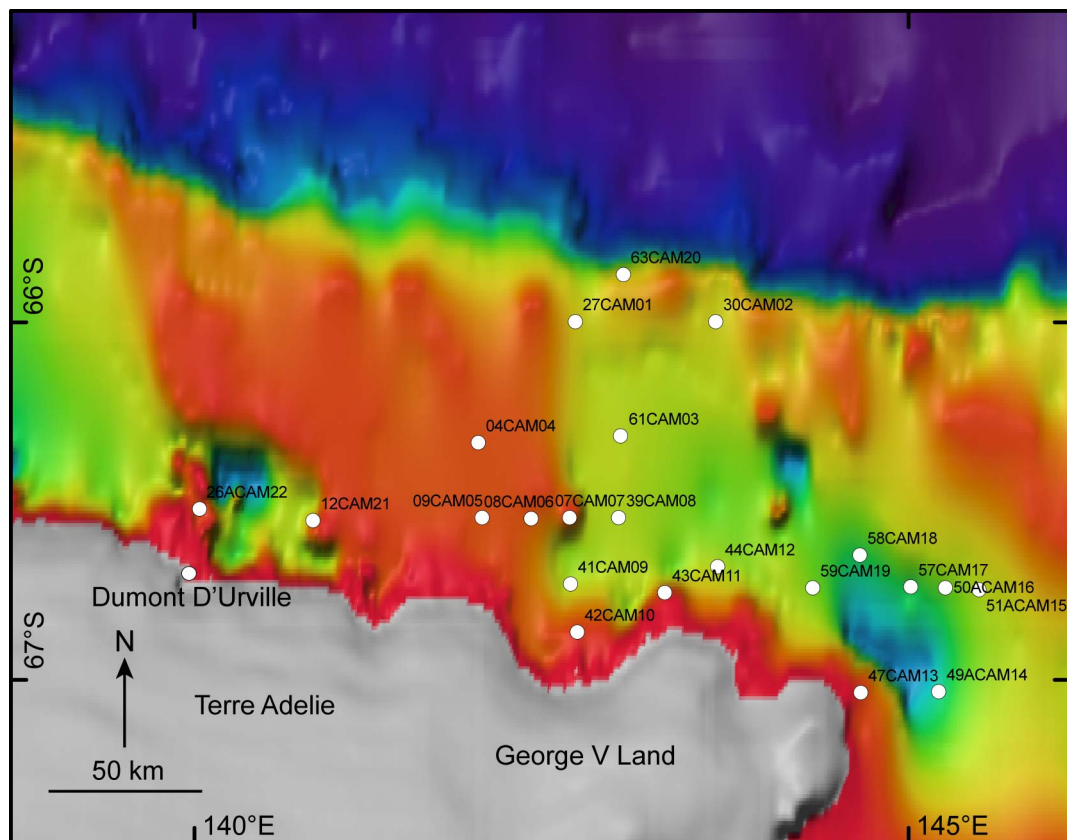 63CAM20
66°S
27CAM01
30CAM02
61CAM03
04CAM04
26ACAM22
12CAM21
09CAM05
08CAM06
07CAM07
39CAM08
58CAM18
44CAM12
41CAM09
43CAM11
59CAM19
57CAM17
50ACAM16
51ACAM15
Dumont D'Urville
42CAM10
67°S
N
47CAM13
49ACAM14
Terre Adelie
George V Land
50 km
140°E
145°E